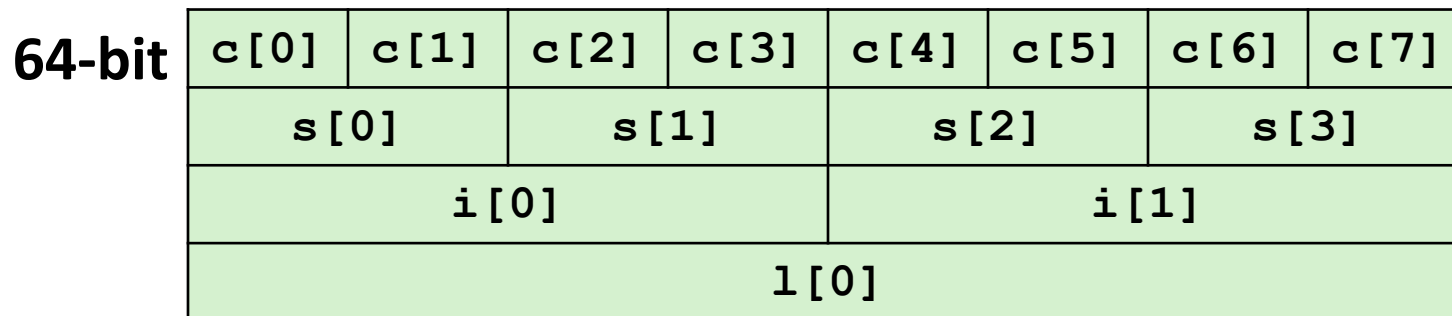 64-bit c[0] c[1] c[2] c[3] c[4] c[5] c[6] c[7]
s[0] s[1] s[2] s[3]
i[0] i[1]
l[0]